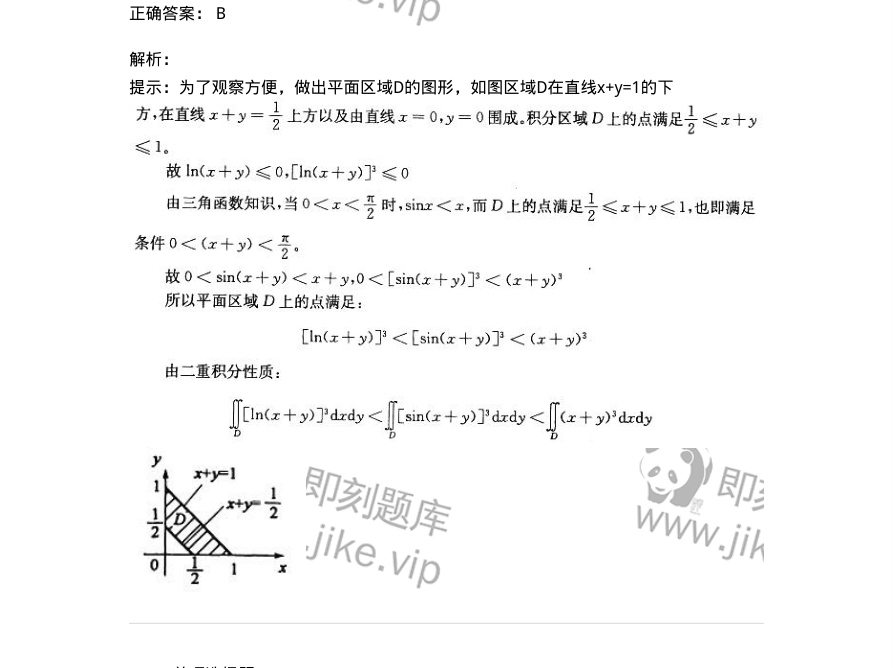 .vip
正确答案： B
解析：
提示：为了观察方便，做出平面区域D的图形，如图区域D在直线x+y=1的下
方,在直线 x＋y＝1/2 上方以及由直线 x＝0,y＝0 围成。积分区域 D 上的点满足1/2≤x＋y
≤1。
故 ln(x＋y)≤0,[ln(x＋y)]³≤0
由三角函数知识,当 0＜x＜π/2 时,sinx＜x,而 D 上的点满足1/2≤x＋y≤1,也即满足
条件 0＜(x＋y)＜π/2。
故 0＜sin(x＋y)＜x＋y,0＜[sin(x＋y)]³＜(x＋y)³
所以平面区域 D 上的点满足：
[ln(x＋y)]³＜[sin(x＋y)]³＜(x＋y)³
由二重积分性质：
∬_D[ln(x＋y)]³dxdy＜∬_D[sin(x＋y)]³dxdy＜∬_D(x＋y)³dxdy
y
x+y=1
1
x+y=1/2
1/2
D
0
1/2
1
x
即刻题库
.jike.vip
即
www.jik